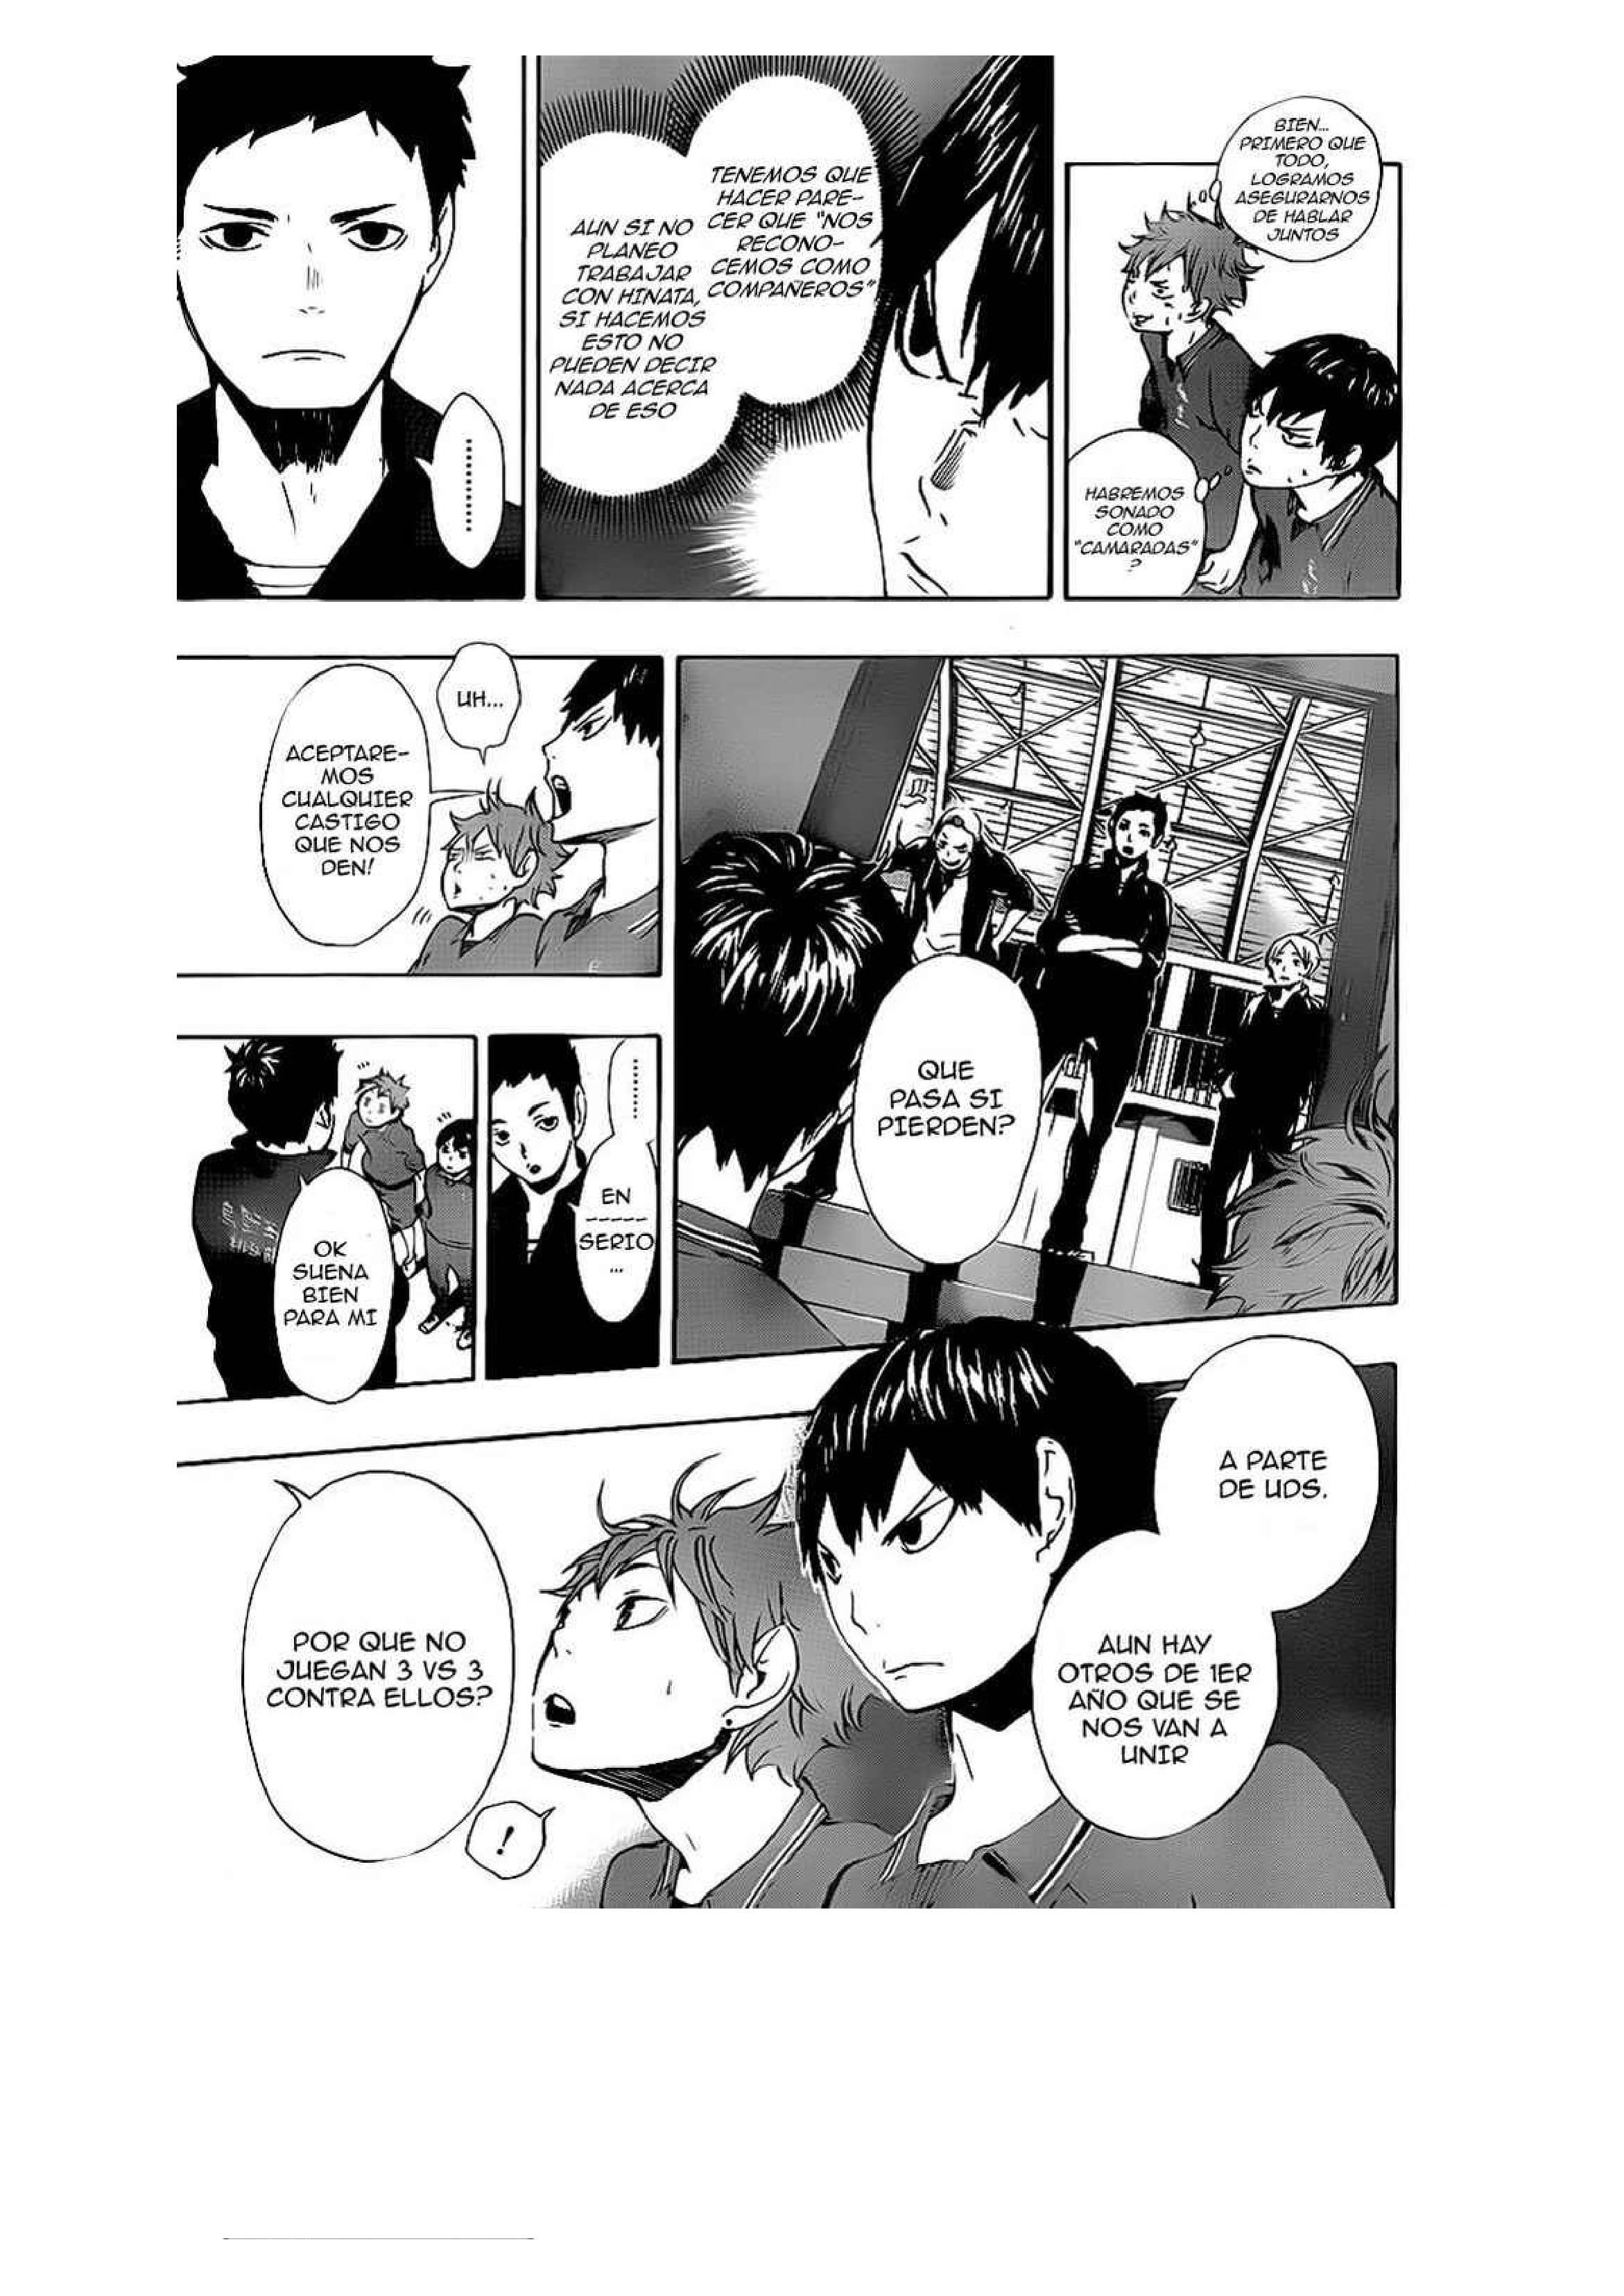 BIEN...
PRIMERO QUE
TODO,
LOGRAMOS
ASEGURARNOS
DE HABLAR
JUNTOS
HABREMOS
SONADO
COMO
"CAMARADAS"
?
TENEMOS QUE
HACER PARE-
CER QUE "NOS
RECONO-
CEMOS COMO
COMPAÑEROS"
AUN SI NO
PLANEO
TRABAJAR
CON HINATA,
SI HACEMOS
ESTO NO
PUEDEN DECIR
NADA ACERCA
DE ESO
..........
QUE
PASA SI
PIERDEN?
UH...
ACEPTARE-
MOS
CUALQUIER
CASTIGO
QUE NOS
DEN!
........
EN
-----
SERIO
...
OK
SUENA
BIEN
PARA MI
A PARTE
DE UDS.
AUN HAY
OTROS DE 1ER
AÑO QUE SE
NOS VAN A
UNIR
POR QUE NO
JUEGAN 3 VS 3
CONTRA ELLOS?
!